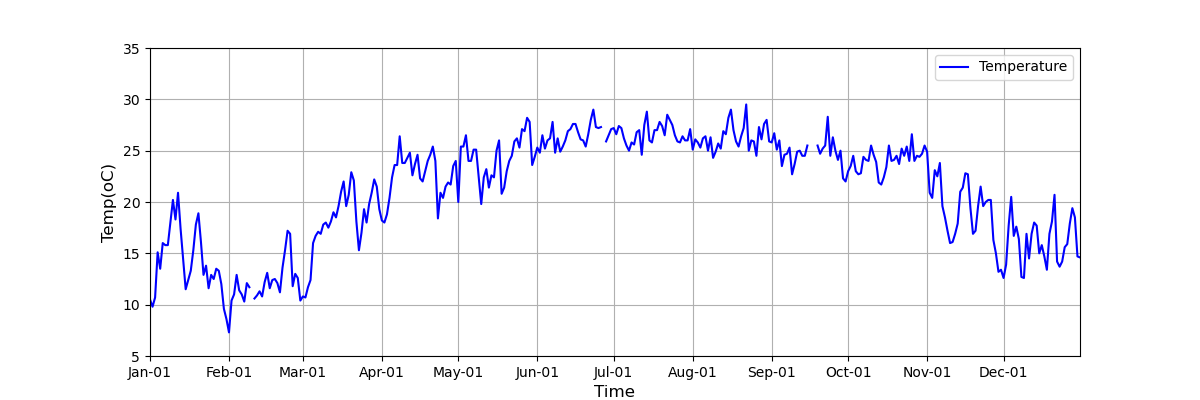 35
Temperature
30
25
20
15
10
5
Temp(oC)
Jan-01 Feb-01 Mar-01 Apr-01 May-01 Jun-01 Jul-01 Aug-01 Sep-01 Oct-01 Nov-01 Dec-01
Time